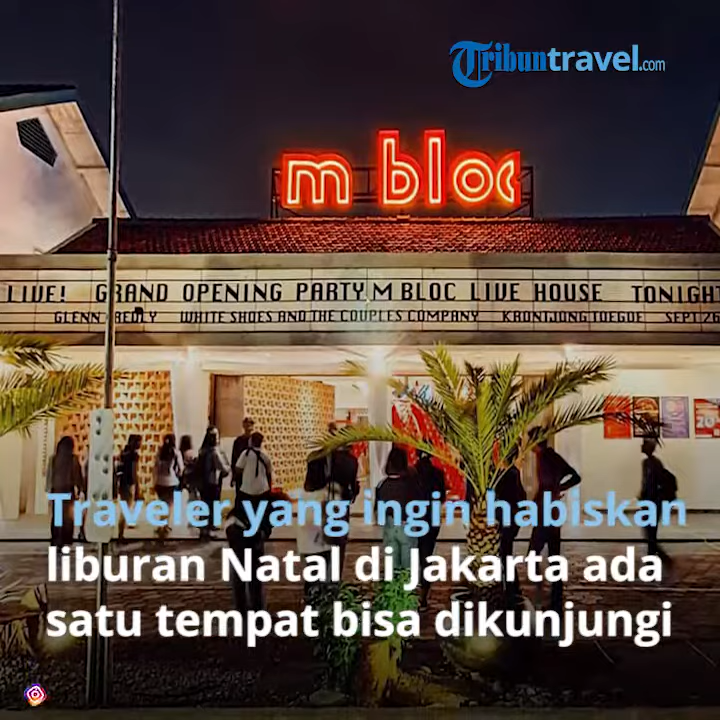 Tribuntravel.com
m bloc
LIVE! GRAND OPENING PARTY M BLOC LIVE HOUSE TONIGHT
GLENN FREDLY WHITE SHOES AND THE COUPLES COMPANY KRONTJONG TOEGOE SEPT 26
Traveler yang ingin habiskan
liburan Natal di Jakarta ada
satu tempat bisa dikunjungi